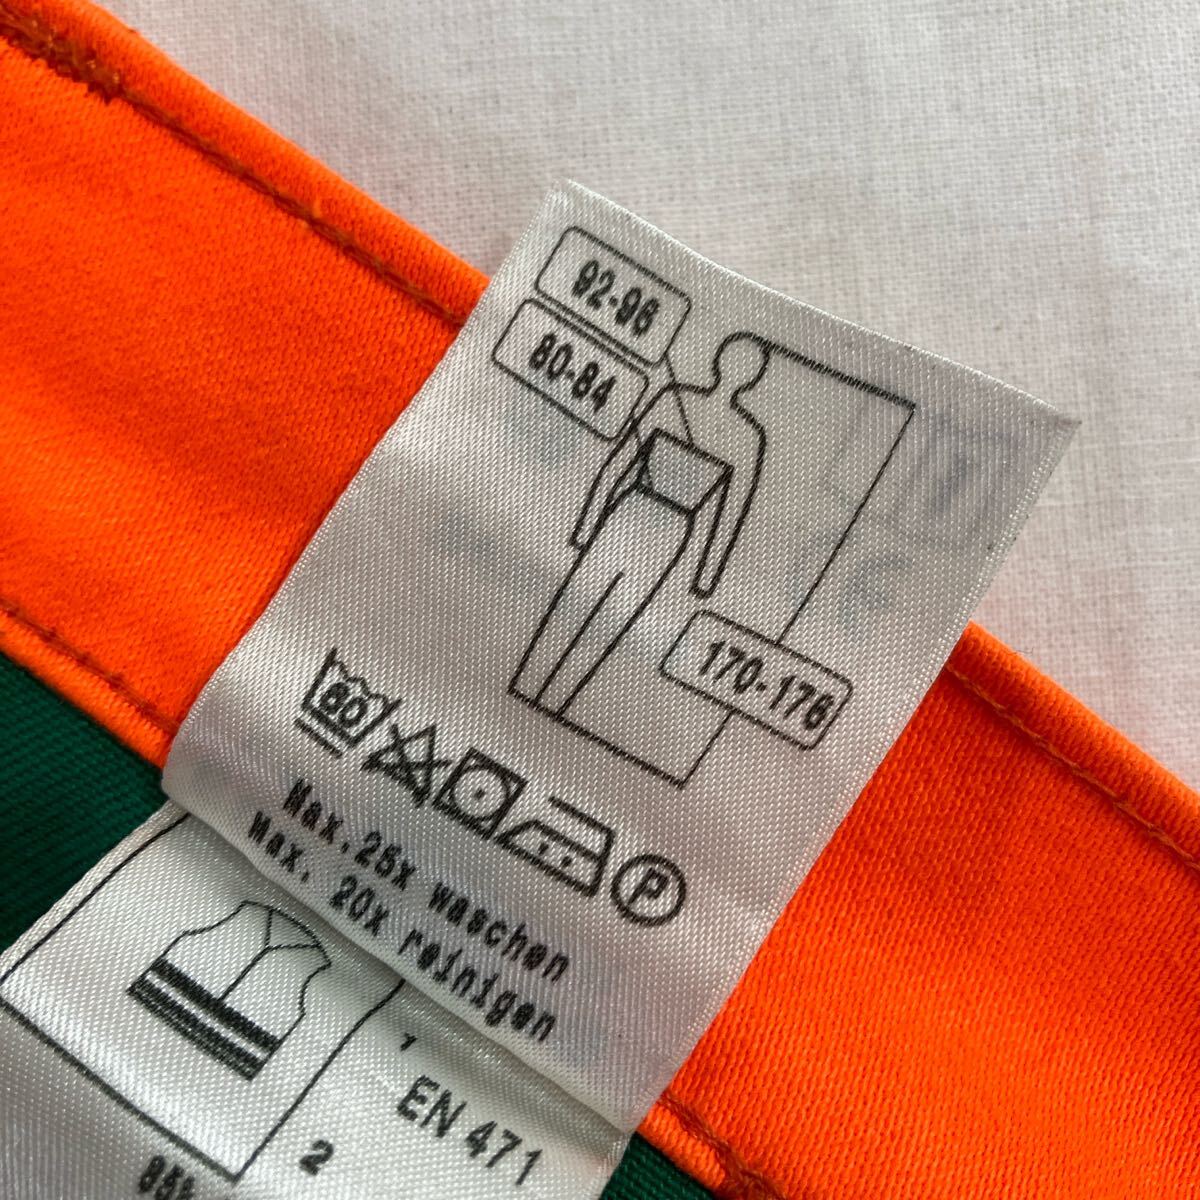 92-96
80-84
170-176
60
P
Max.25x waschen
Max. 20x reinigen
1
EN 471
2